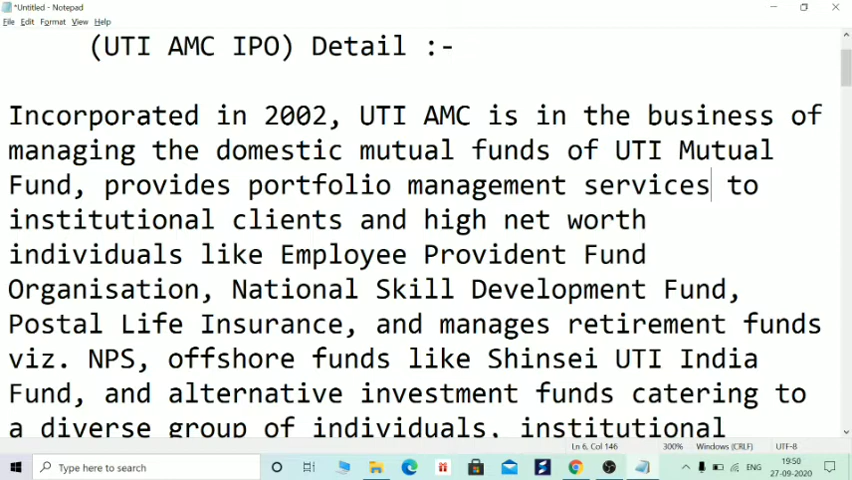 *Untitled - Notepad
File Edit Format View Help
(UTI AMC IPO) Detail :-
Incorporated in 2002, UTI AMC is in the business of
managing the domestic mutual funds of UTI Mutual
Fund, provides portfolio management services to
institutional clients and high net worth
individuals like Employee Provident Fund
Organisation, National Skill Development Fund,
Postal Life Insurance, and manages retirement funds
viz. NPS, offshore funds like Shinsei UTI India
Fund, and alternative investment funds catering to
a diverse group of individuals, institutional
Ln 6, Col 146 300% Windows (CRLF) UTF-8
Type here to search ENG 19:50
27-09-2020